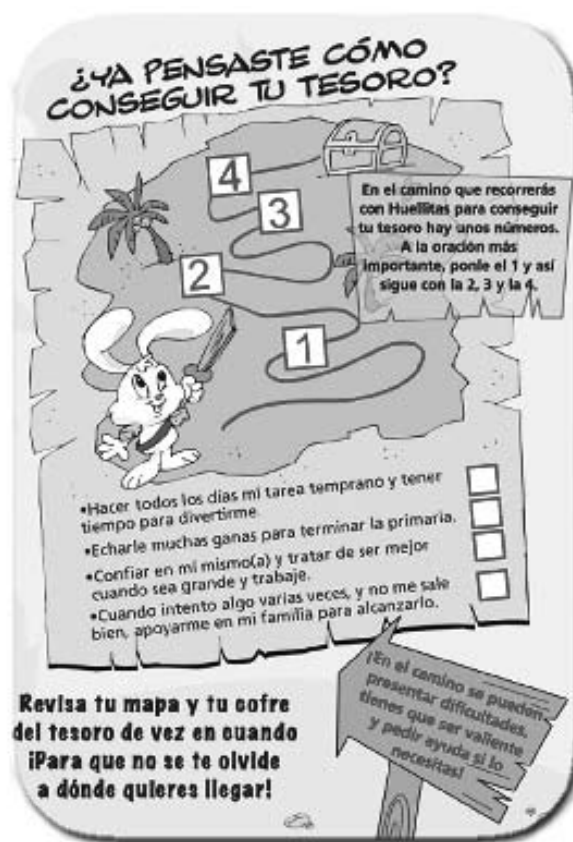 ¿YA PENSASTE CÓMO
CONSEGUIR TU TESORO?
4
3
2
1
En el camino que recorrerás
con Huellitas para conseguir
tu tesoro hay unos números.
A la oración más
importante, ponle el 1 y así
sigue con la 2, 3 y la 4.
•Hacer todos los días mi tarea temprano y tener
tiempo para divertirme.
•Echarle muchas ganas para terminar la primaria.
•Confiar en mi mismo(a) y tratar de ser mejor
cuando sea grande y trabaje.
•Cuando intento algo varias veces, y no me sale
bien, apoyarme en mi familia para alcanzarlo.
Revisa tu mapa y tu cofre
del tesoro de vez en cuando
¡Para que no se te olvide
a dónde quieres llegar!
¡En el camino se pueden
presentar dificultades,
tienes que ser valiente
y pedir ayuda si lo
necesitas!